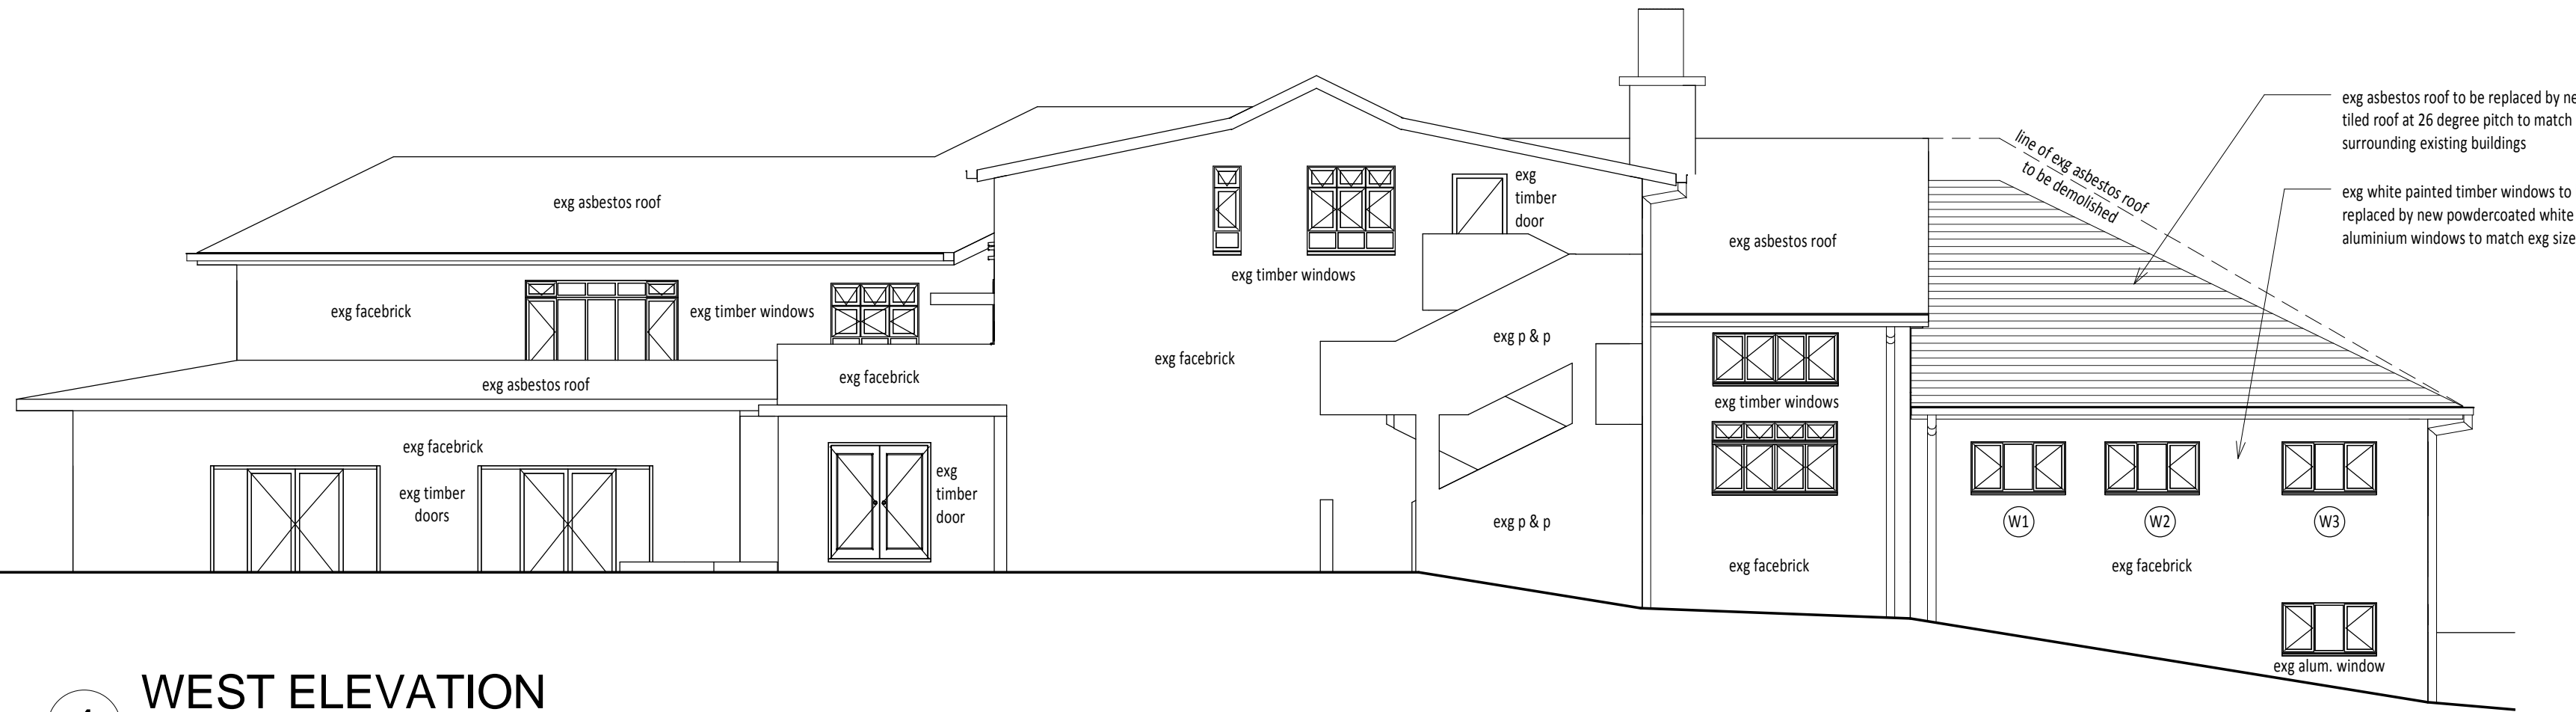 exg asbestos roof to be replaced by
tiled roof at 26 degree pitch to match
surrounding existing buildings
exg white painted timber windows to
replaced by new powdercoated white
aluminium windows to match exg size
line of exg asbestos roof
to be demolished
exg asbestos roof
exg timber
door
exg timber windows
exg asbestos roof
exg facebrick
exg timber windows
exg p & p
exg facebrick
exg asbestos roof
exg facebrick
exg timber windows
exg facebrick
exg timber
doors
exg
timber
door
exg p & p
W1
W2
W3
exg facebrick
exg facebrick
exg alum. window
WEST ELEVATION